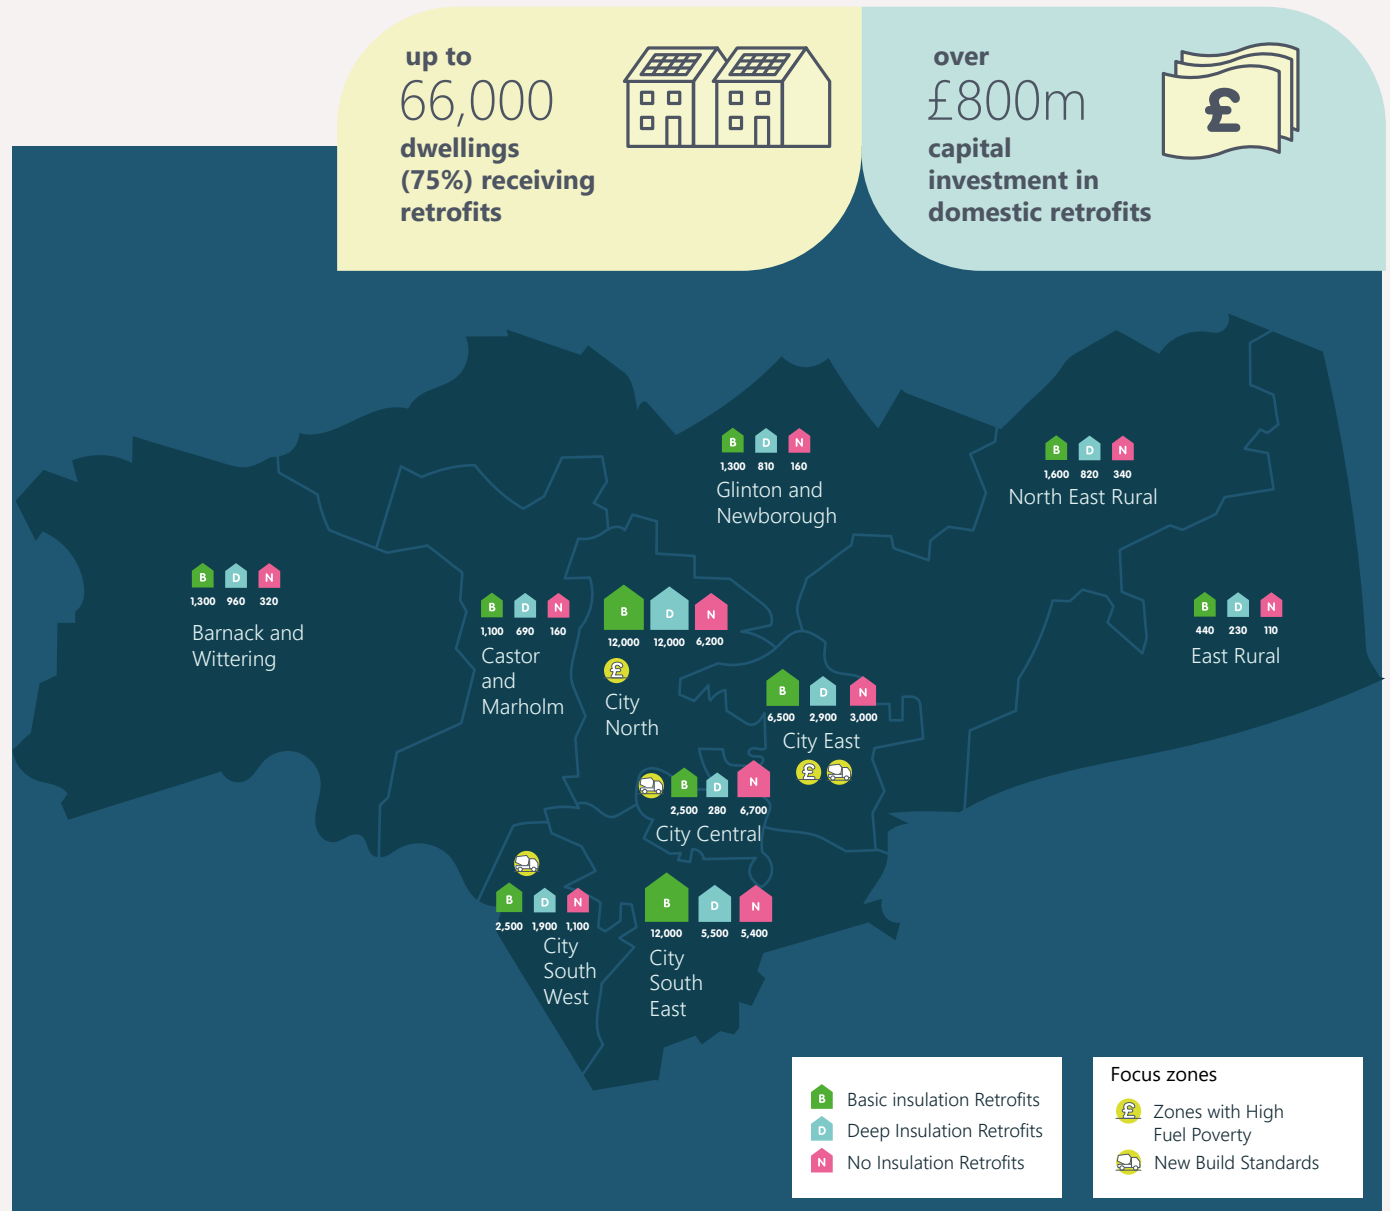 up to
66,000
dwellings
(75%) receiving
retrofits
over
£800m
capital
investment in
domestic retrofits
£
B D N
1,300 810 160
Glinton and
Newborough
B D N
1,600 820 340
North East Rural
B D N
1,300 960 320
Barnack and
Wittering
B D N
1,100 690 160
Castor
and
Marholm
B D N
12,000 12,000 6,200
£
City
North
B D N
440 230 110
East Rural
B D N
6,500 2,900 3,000
City East
£
B D N
2,500 280 6,700
City Central
B D N
2,500 1,900 1,100
City
South
West
B D N
12,000 5,500 5,400
City
South
East
B Basic insulation Retrofits
D Deep Insulation Retrofits
N No Insulation Retrofits
Focus zones
£ Zones with High
Fuel Poverty
New Build Standards